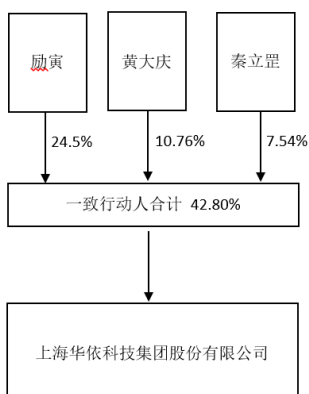 励寅 黄大庆 秦立罡
24.5% 10.76% 7.54%
一致行动人合计 42.80%
上海华依科技集团股份有限公司